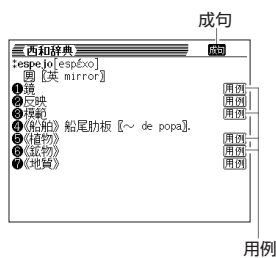 成句
西和辞典 成句
‡espejo[espéxo]
男〖英 mirror〗
❶鏡 用例
❷反映 用例
❸模範 用例
❹《船舶》船尾肋板〖～ de popa〗.
❺《植物》 用例
❻《鉱物》 用例
❼《地質》 用例
用例